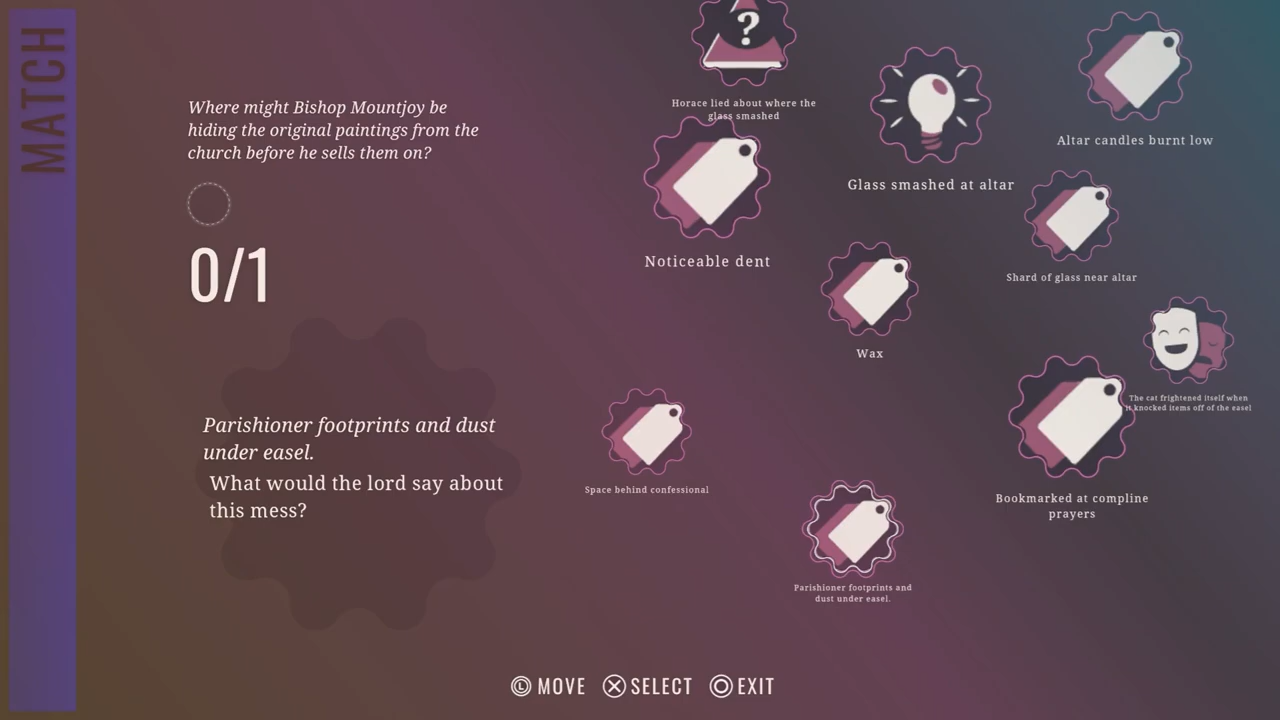 MATCH
Where might Bishop Mountjoy be
hiding the original paintings from the
church before he sells them on?
0/1
Parishioner footprints and dust
under easel.
What would the lord say about
this mess?
?
Horace lied about where the
glass smashed
Glass smashed at altar
Altar candles burnt low
Noticeable dent
Shard of glass near altar
Wax
The cat frightened itself when
it knocked items off of the easel
Space behind confessional
Bookmarked at compline
prayers
Parishioner footprints and
dust under easel.
L MOVE SELECT EXIT